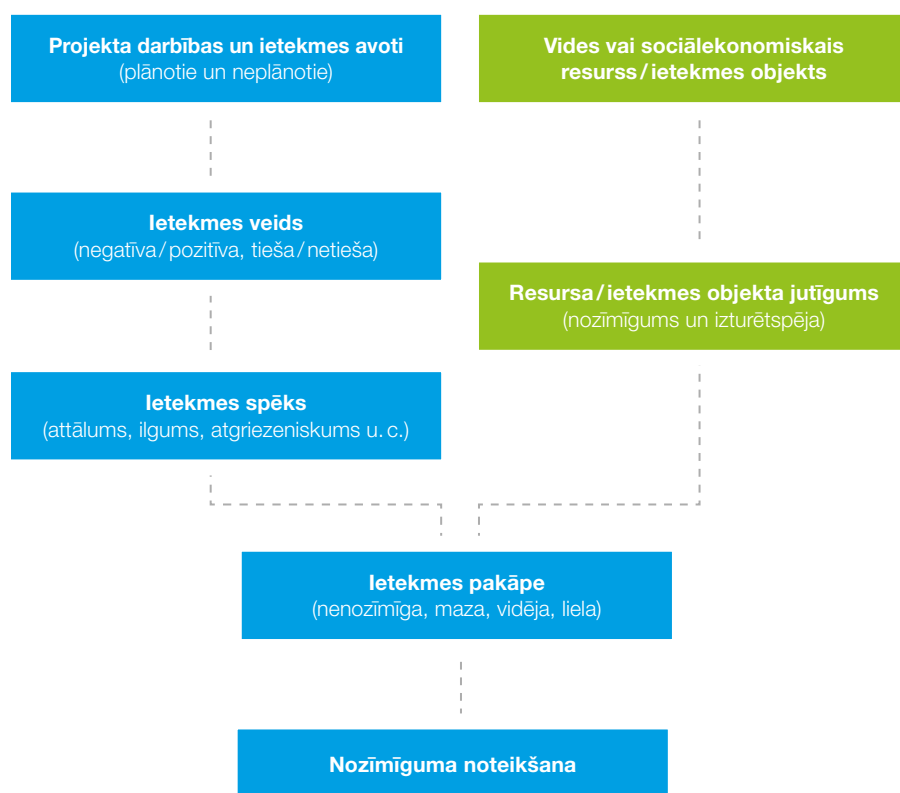 Projekta darbības un ietekmes avoti
(plānotie un neplānotie)
Vides vai sociālekonomiskais
resurss/ietekmes objekts
Ietekmes veids
(negatīva/pozitīva, tieša/netieša)
Resursa/ietekmes objekta jutīgums
(nozīmīgums un izturētspēja)
Ietekmes spēks
(attālums, ilgums, atgriezeniskums u. c.)
Ietekmes pakāpe
(nenozīmīga, maza, vidēja, liela)
Nozīmīguma noteikšana